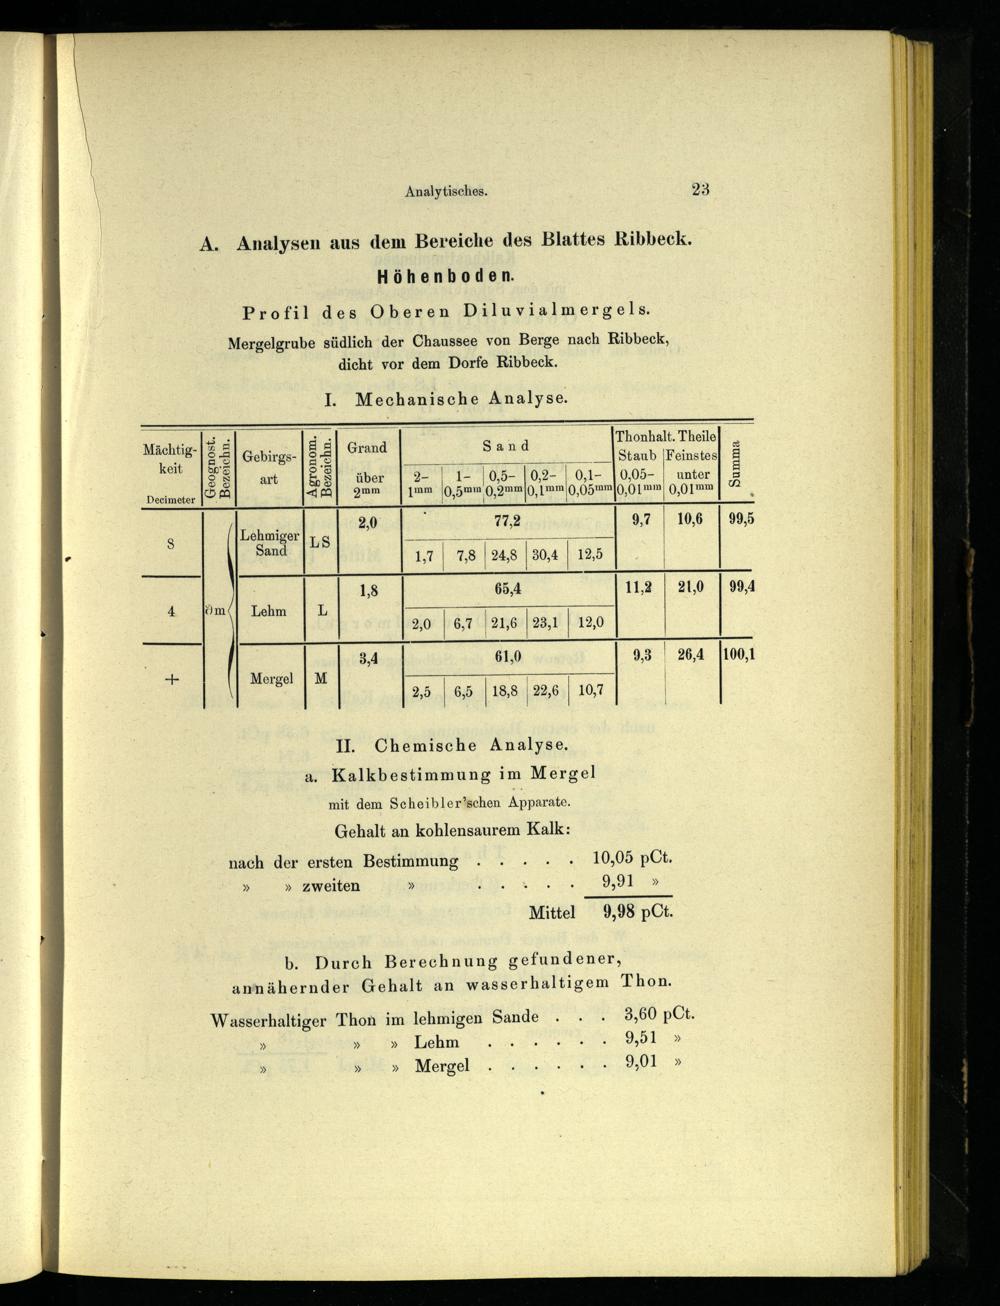 Analytisches. 23
A. Analysen aus dem Bereiche des Blattes Ribbeck.
Höhenboden.
Profil des Oberen Diluvialmergels.
Mergelgrube südlich der Chaussee von Berge nach Ribbeck,
dicht vor dem Dorfe Ribbeck.
I. Mechanische Analyse.
Mächtig-
keit
Decimeter
Geognost.
Bezeichn.
Gebirgs-
art
Agronom.
Bezeichn.
Grand
über
2mm
Sand
2-
1mm
1-
0,5mm
0,5-
0,2mm
0,2-
0,1mm
0,1-
0,05mm
Thonhalt. Theile
Staub
0,05-
0,01mm
Feinstes
unter
0,01mm
Summa
8 Lehmiger
Sand LS 2,0 77,2 9,7 10,6 99,5
1,7 7,8 24,8 30,4 12,5
4 ∂m Lehm L 1,8 65,4 11,2 21,0 99,4
2,0 6,7 21,6 23,1 12,0
+ Mergel M 3,4 61,0 9,3 26,4 100,1
2,5 6,5 18,8 22,6 10,7
II. Chemische Analyse.
a. Kalkbestimmung im Mergel
mit dem Scheibler'schen Apparate.
Gehalt an kohlensaurem Kalk:
nach der ersten Bestimmung . . . . . 10,05 pCt.
» » zweiten » . . . . . 9,91 »
Mittel 9,98 pCt.
b. Durch Berechnung gefundener,
annähernder Gehalt an wasserhaltigem Thon.
Wasserhaltiger Thon im lehmigen Sande . . . 3,60 pCt.
» » » Lehm . . . . . . 9,51 »
» » » Mergel . . . . . . 9,01 »